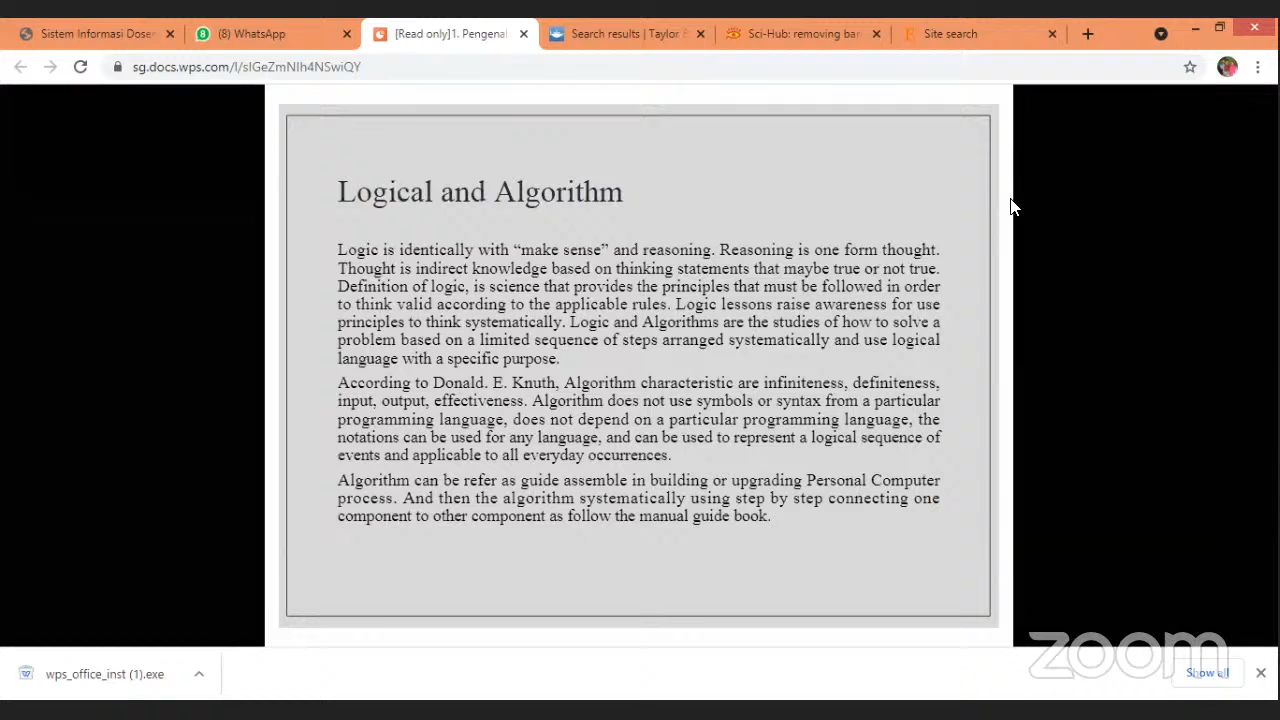 Sistem Informasi Dosen
(8) WhatsApp
[Read only]1. Pengenal
Search results | Taylor &
Sci-Hub: removing bar
Site search
sg.docs.wps.com/l/sIGeZmNIh4NSwiQY
Logical and Algorithm
Logic is identically with “make sense” and reasoning. Reasoning is one form thought.
Thought is indirect knowledge based on thinking statements that maybe true or not true.
Definition of logic, is science that provides the principles that must be followed in order
to think valid according to the applicable rules. Logic lessons raise awareness for use
principles to think systematically. Logic and Algorithms are the studies of how to solve a
problem based on a limited sequence of steps arranged systematically and use logical
language with a specific purpose.
According to Donald. E. Knuth, Algorithm characteristic are infiniteness, definiteness,
input, output, effectiveness. Algorithm does not use symbols or syntax from a particular
programming language, does not depend on a particular programming language, the
notations can be used for any language, and can be used to represent a logical sequence of
events and applicable to all everyday occurrences.
Algorithm can be refer as guide assemble in building or upgrading Personal Computer
process. And then the algorithm systematically using step by step connecting one
component to other component as follow the manual guide book.
zoom
wps_office_inst (1).exe
Show all